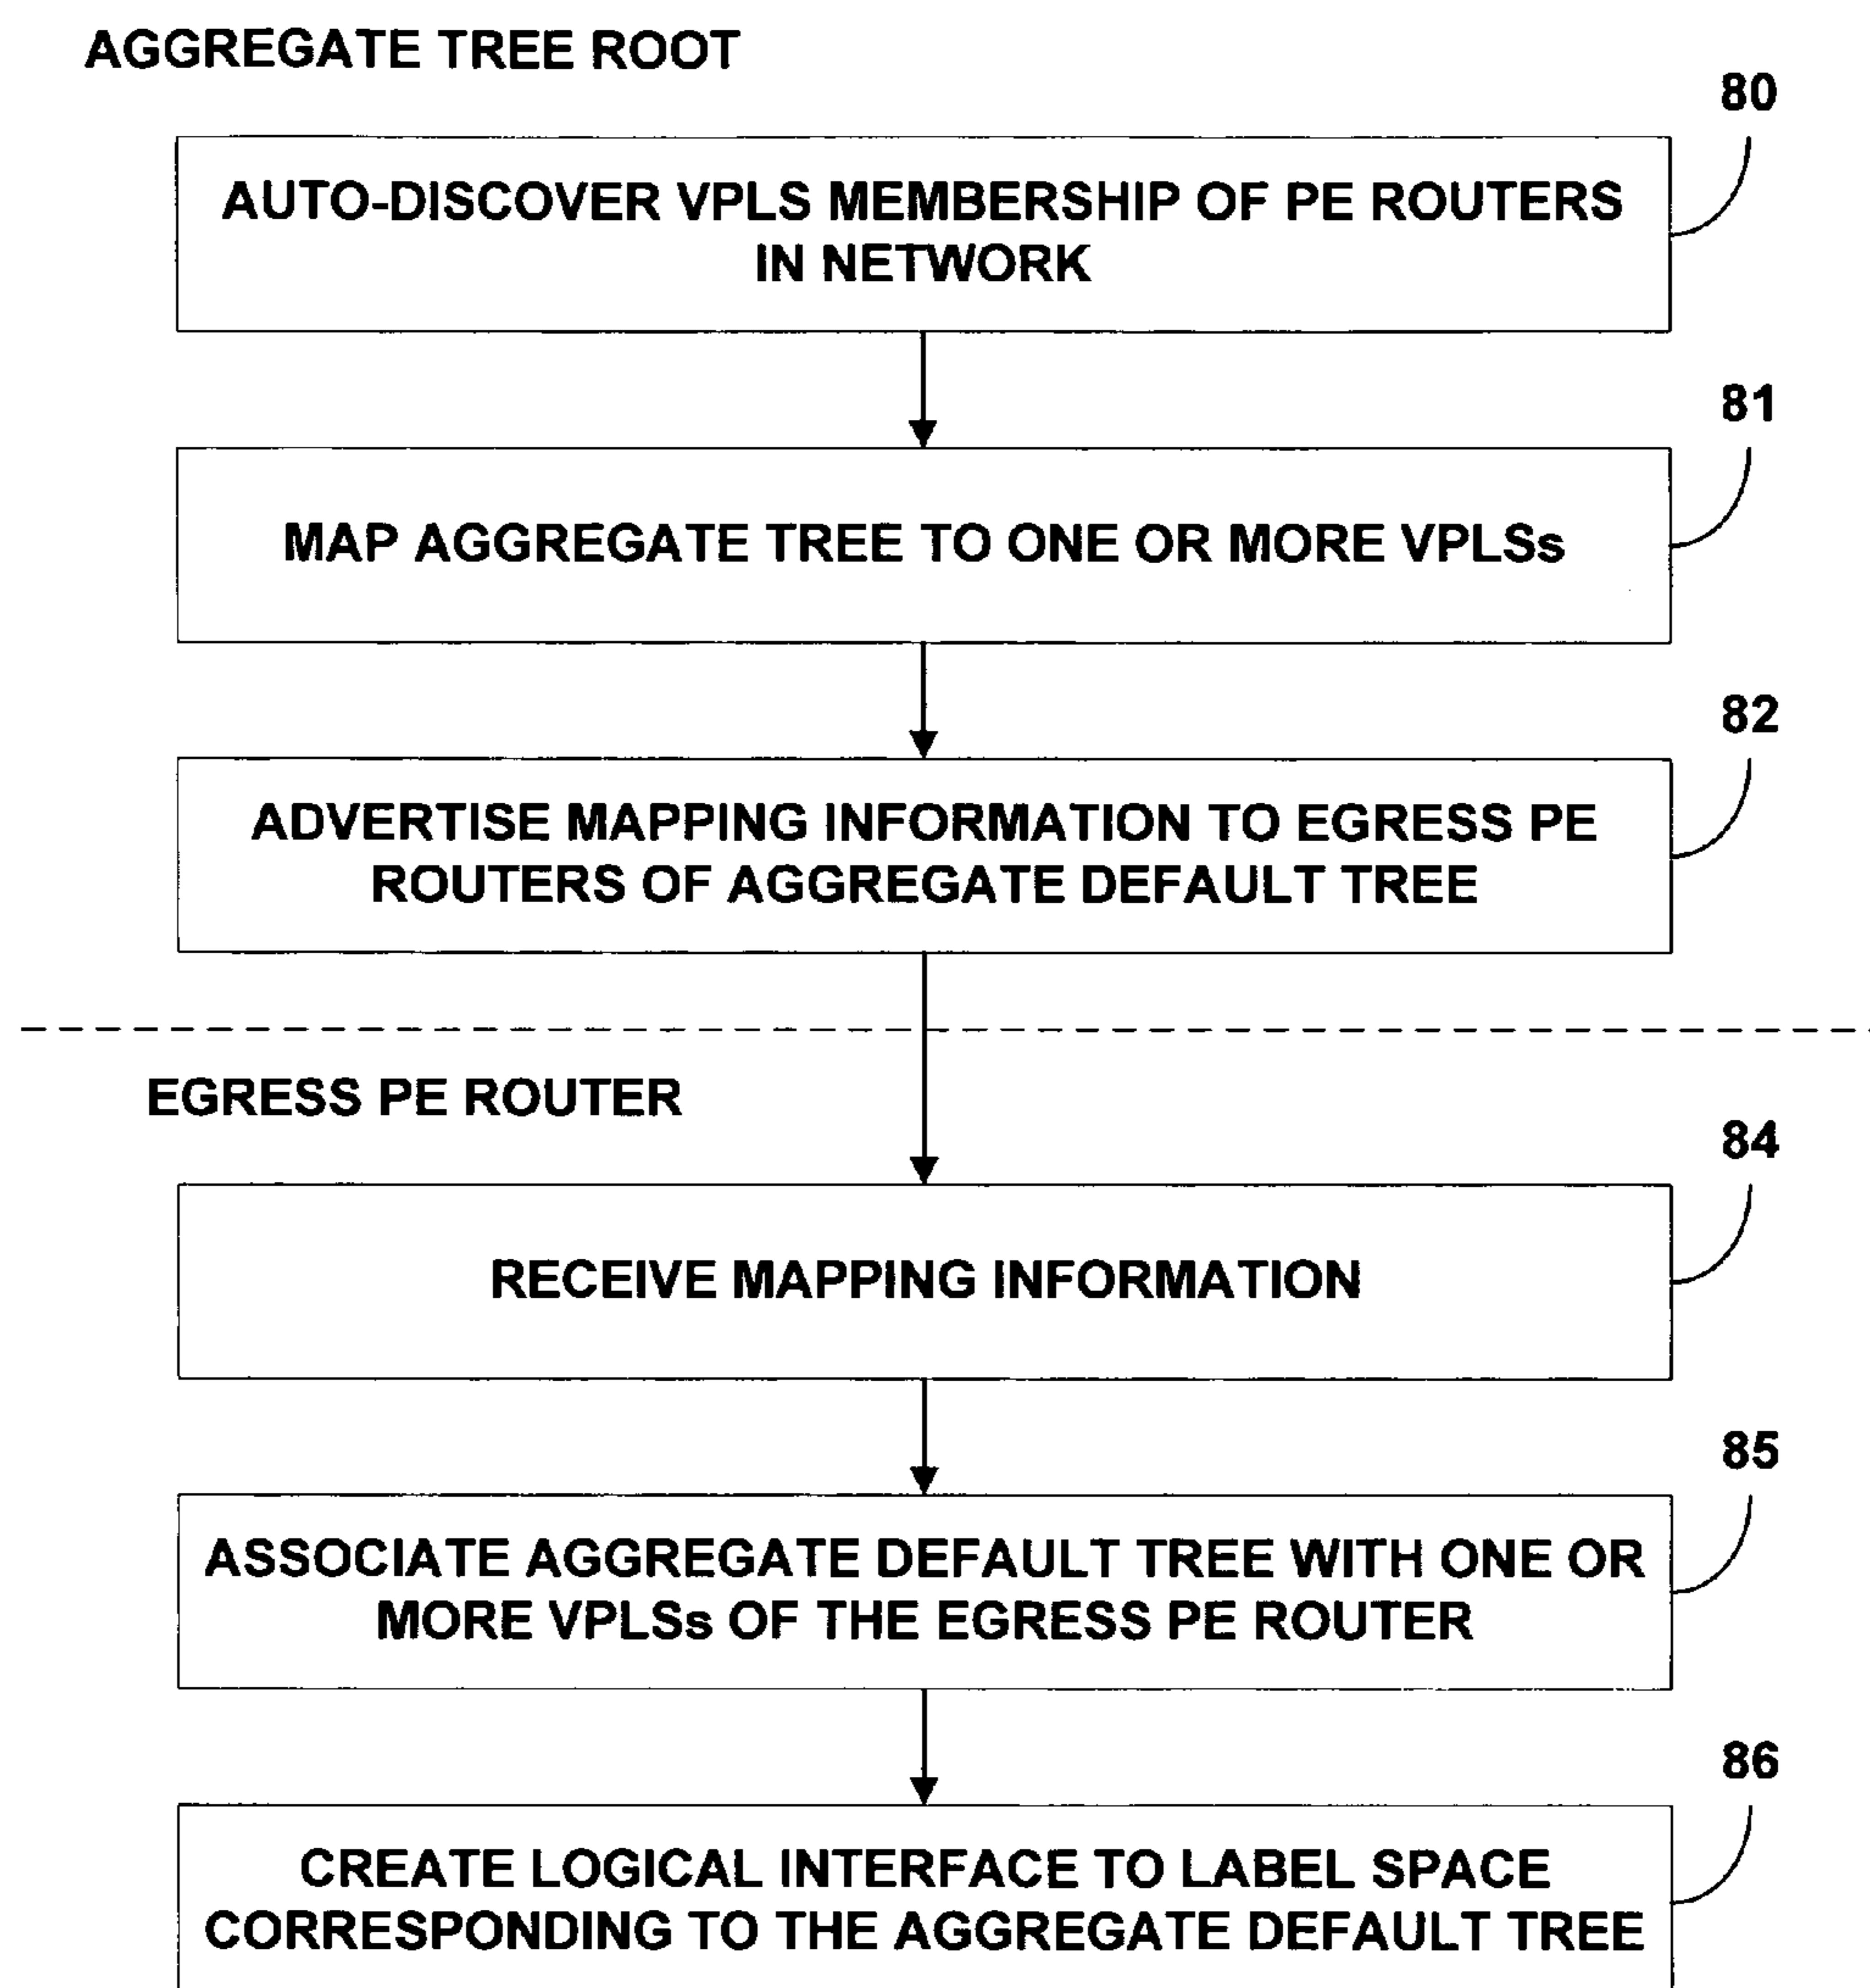 AGGREGATE TREE ROOT
80
AUTO-DISCOVER VPLS MEMBERSHIP OF PE ROUTERS
IN NETWORK
81
MAP AGGREGATE TREE TO ONE OR MORE VPLSs
82
ADVERTISE MAPPING INFORMATION TO EGRESS PE
ROUTERS OF AGGREGATE DEFAULT TREE
EGRESS PE ROUTER
84
RECEIVE MAPPING INFORMATION
85
ASSOCIATE AGGREGATE DEFAULT TREE WITH ONE OR
MORE VPLSs OF THE EGRESS PE ROUTER
86
CREATE LOGICAL INTERFACE TO LABEL SPACE
CORRESPONDING TO THE AGGREGATE DEFAULT TREE